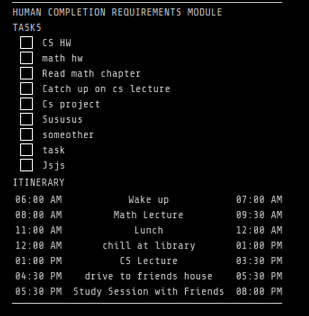 HUMAN COMPLETION REQUIREMENTS MODULE
TASKS
CS HW
math hw
Read math chapter
Catch up on cs lecture
Cs project
Sususus
someother
task
Jsjs
ITINERARY
06:00 AM Wake up 07:00 AM
08:00 AM Math Lecture 09:30 AM
11:00 AM Lunch 12:00 AM
12:00 AM chill at library 01:00 PM
01:00 PM CS Lecture 03:30 PM
04:30 PM drive to friends house 05:30 PM
05:30 PM Study Session with Friends 08:00 PM